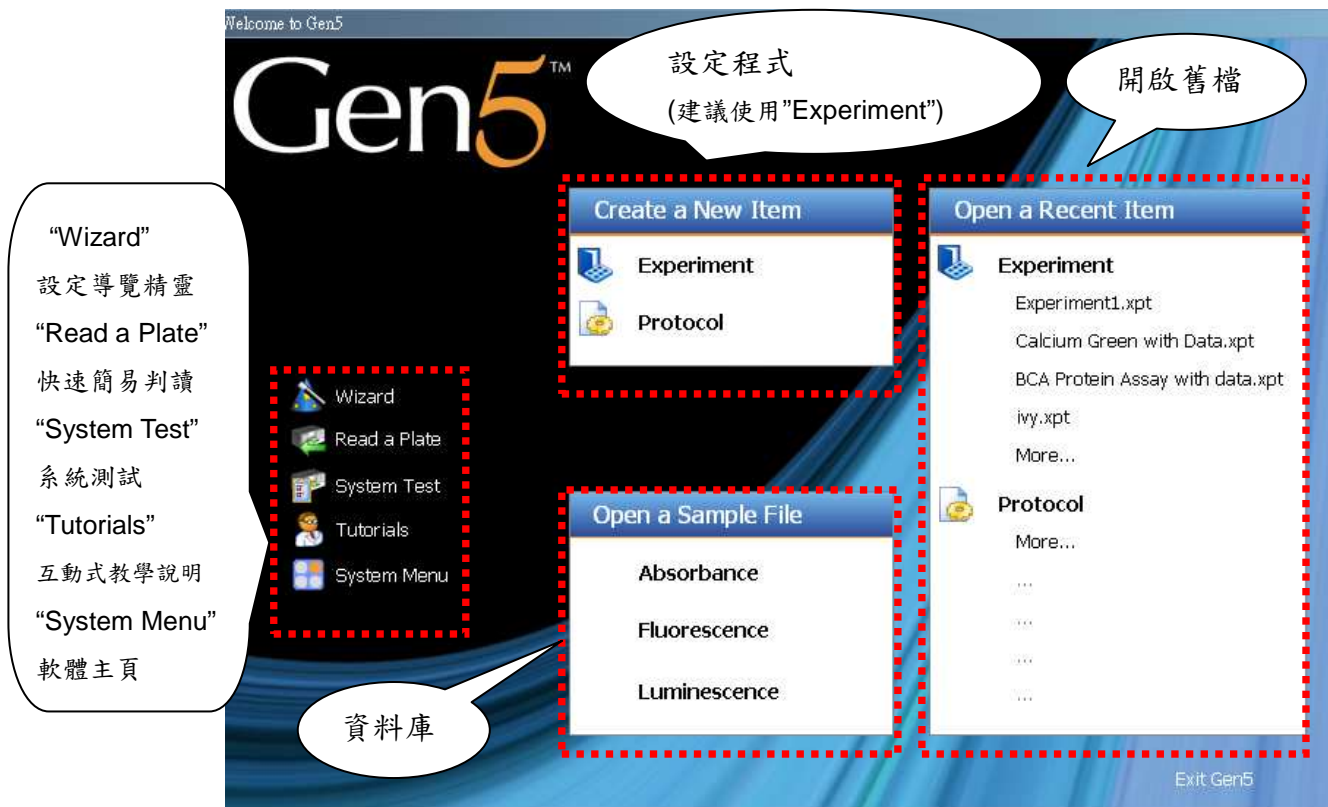 Welcome to Gen5
Gen5™
設定程式
(建議使用”Experiment”)
開啟舊檔
“Wizard”
設定導覽精靈
“Read a Plate”
快速簡易判讀
“System Test”
系統測試
“Tutorials”
互動式教學說明
“System Menu”
軟體主頁
Wizard
Read a Plate
System Test
Tutorials
System Menu
Create a New Item
Experiment
Protocol
Open a Sample File
Absorbance
Fluorescence
Luminescence
資料庫
Open a Recent Item
Experiment
Experiment1.xpt
Calcium Green with Data.xpt
BCA Protein Assay with data.xpt
ivy.xpt
More...
Protocol
More...
...
...
...
...
Exit Gen5